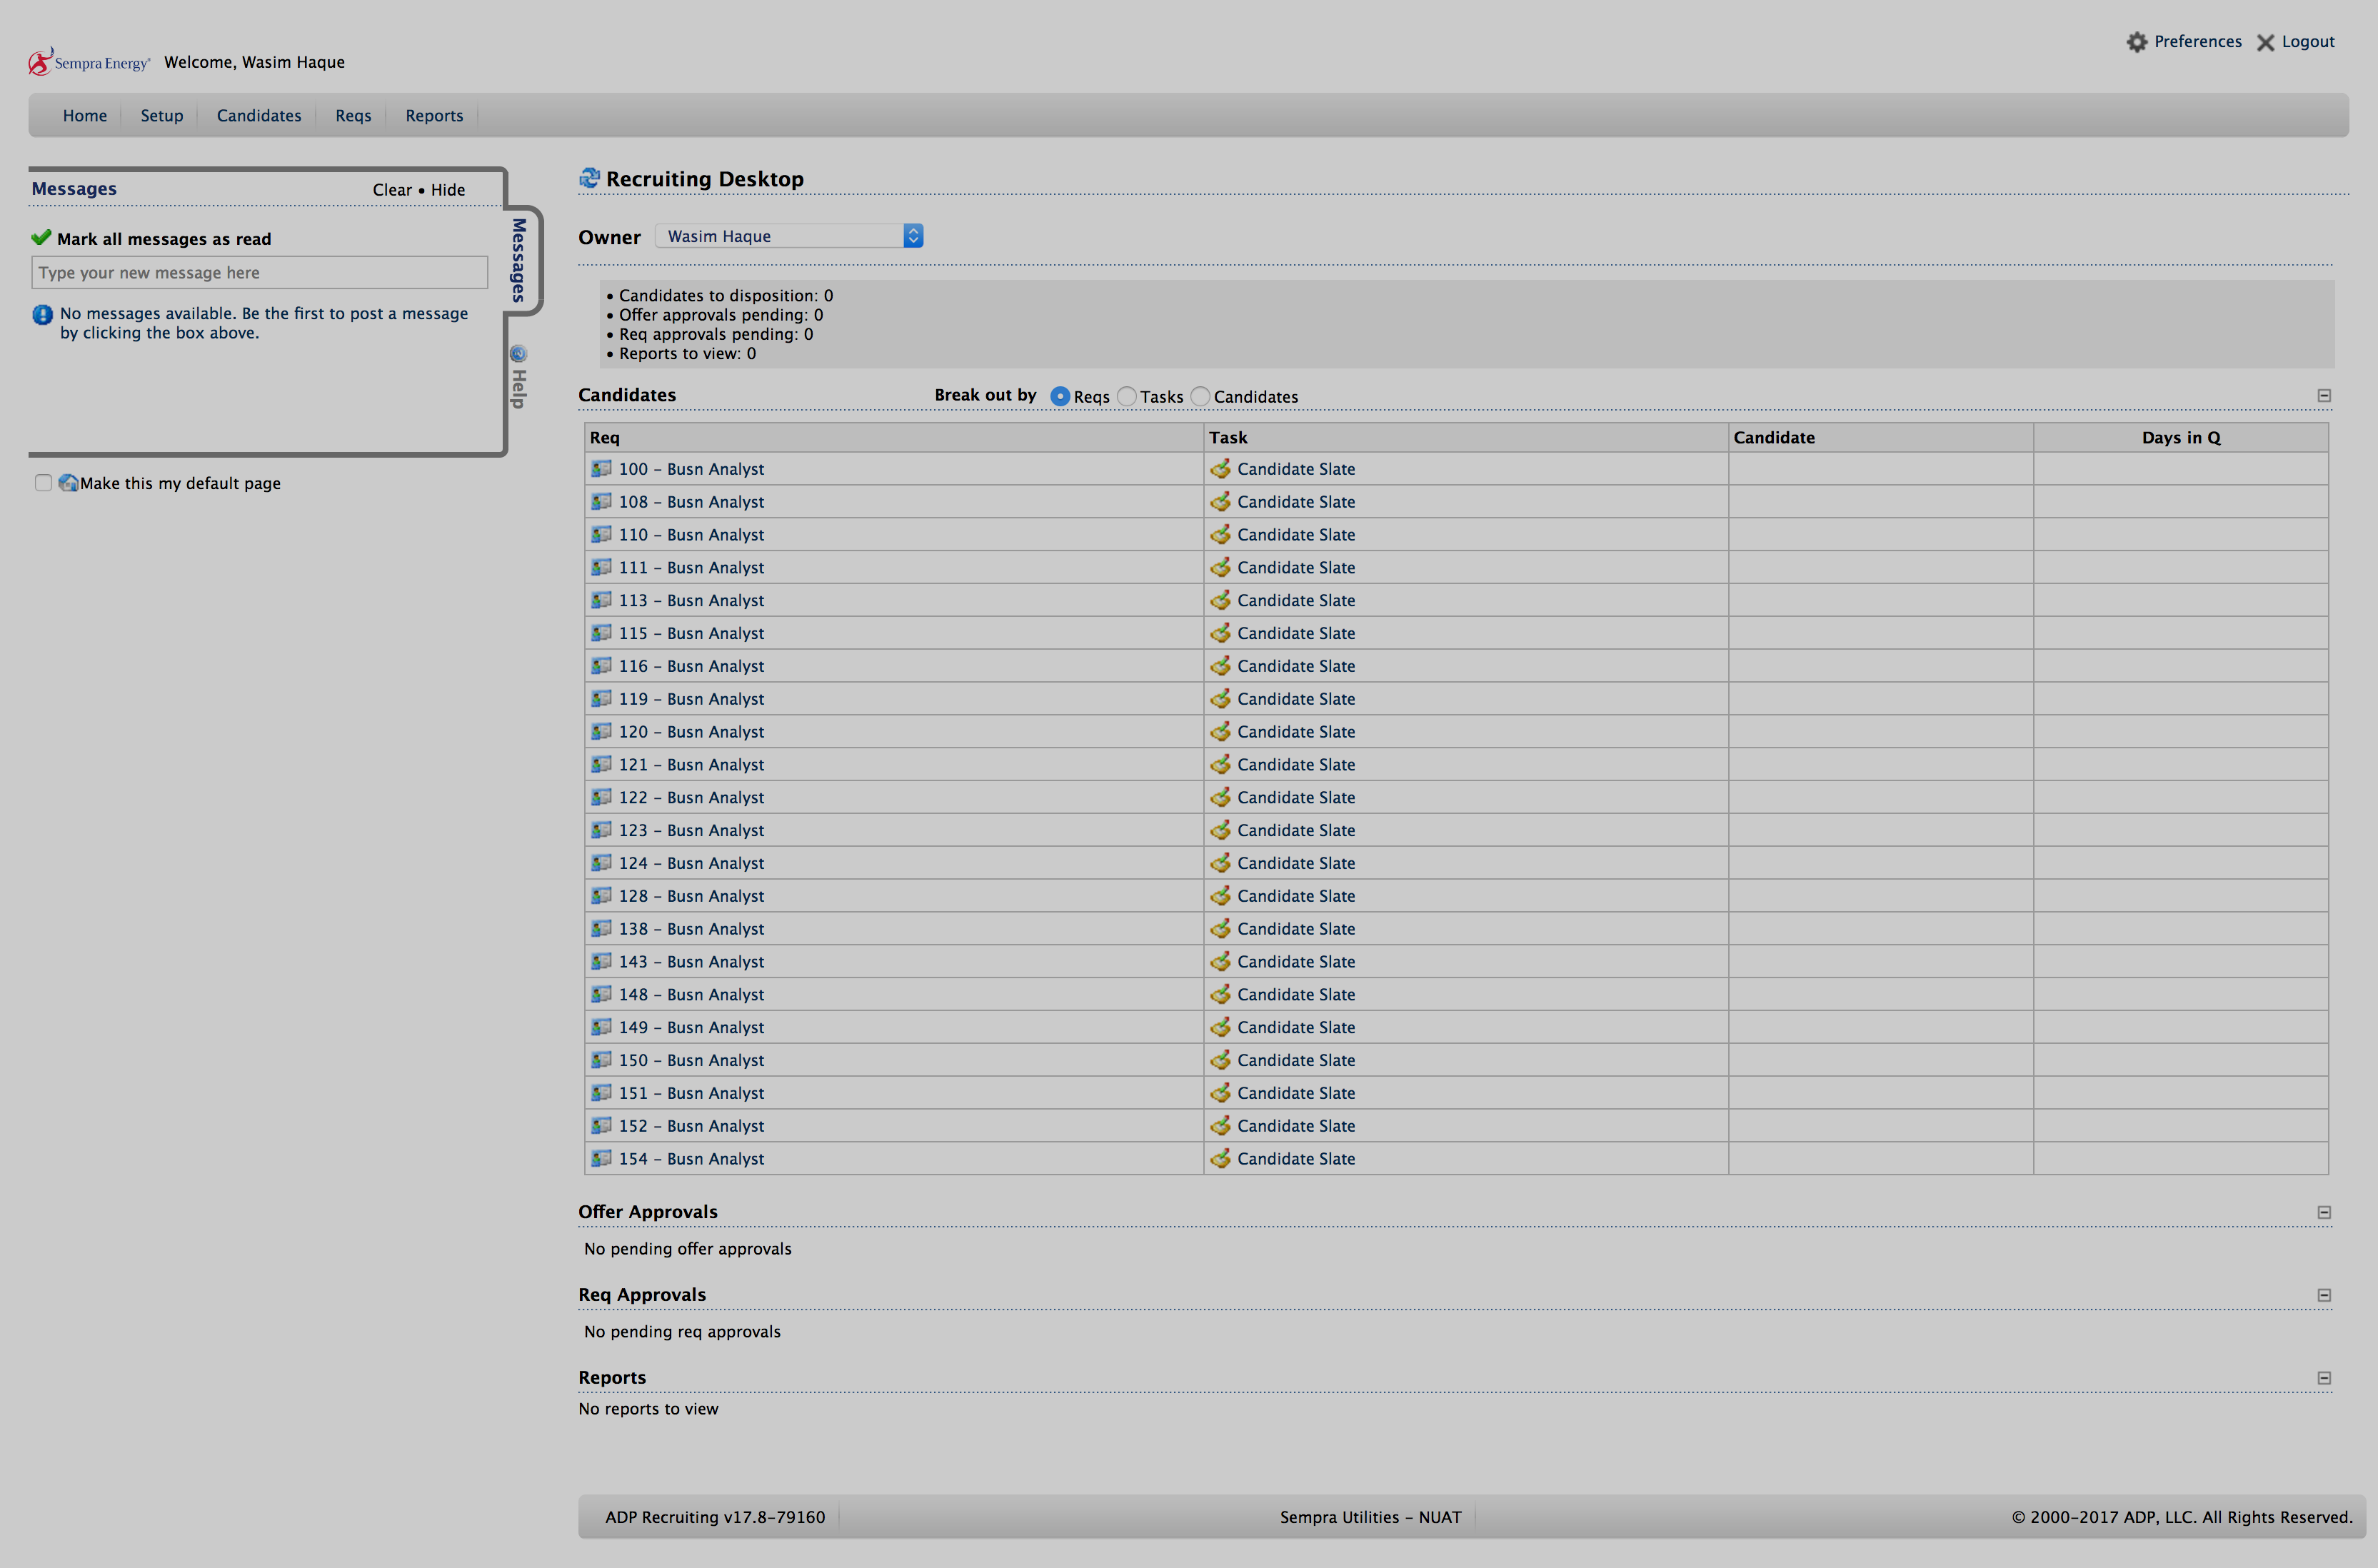 Preferences Logout
Sempra Energy® Welcome, Wasim Haque
Home Setup Candidates Reqs Reports
Messages Clear • Hide
Mark all messages as read
Type your new message here
No messages available. Be the first to post a message
by clicking the box above.
Messages
Help
Make this my default page
Recruiting Desktop
Owner Wasim Haque
• Candidates to disposition: 0
• Offer approvals pending: 0
• Req approvals pending: 0
• Reports to view: 0
Candidates Break out by Reqs Tasks Candidates
Req Task Candidate Days in Q
100 – Busn Analyst Candidate Slate
108 – Busn Analyst Candidate Slate
110 – Busn Analyst Candidate Slate
111 – Busn Analyst Candidate Slate
113 – Busn Analyst Candidate Slate
115 – Busn Analyst Candidate Slate
116 – Busn Analyst Candidate Slate
119 – Busn Analyst Candidate Slate
120 – Busn Analyst Candidate Slate
121 – Busn Analyst Candidate Slate
122 – Busn Analyst Candidate Slate
123 – Busn Analyst Candidate Slate
124 – Busn Analyst Candidate Slate
128 – Busn Analyst Candidate Slate
138 – Busn Analyst Candidate Slate
143 – Busn Analyst Candidate Slate
148 – Busn Analyst Candidate Slate
149 – Busn Analyst Candidate Slate
150 – Busn Analyst Candidate Slate
151 – Busn Analyst Candidate Slate
152 – Busn Analyst Candidate Slate
154 – Busn Analyst Candidate Slate
Offer Approvals
No pending offer approvals
Req Approvals
No pending req approvals
Reports
No reports to view
ADP Recruiting v17.8–79160 Sempra Utilities – NUAT © 2000–2017 ADP, LLC. All Rights Reserved.